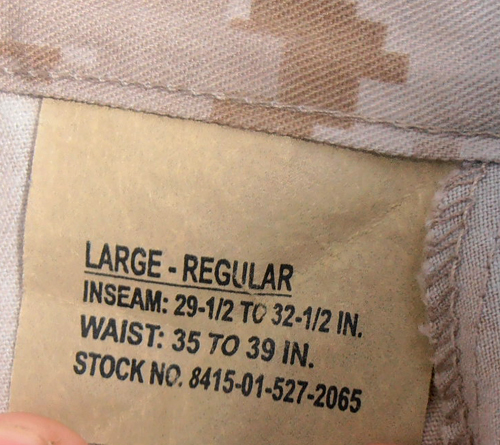 LARGE - REGULAR
INSEAM: 29-1/2 TO 32-1/2 IN.
WAIST: 35 TO 39 IN.
STOCK NO. 8415-01-527-2065